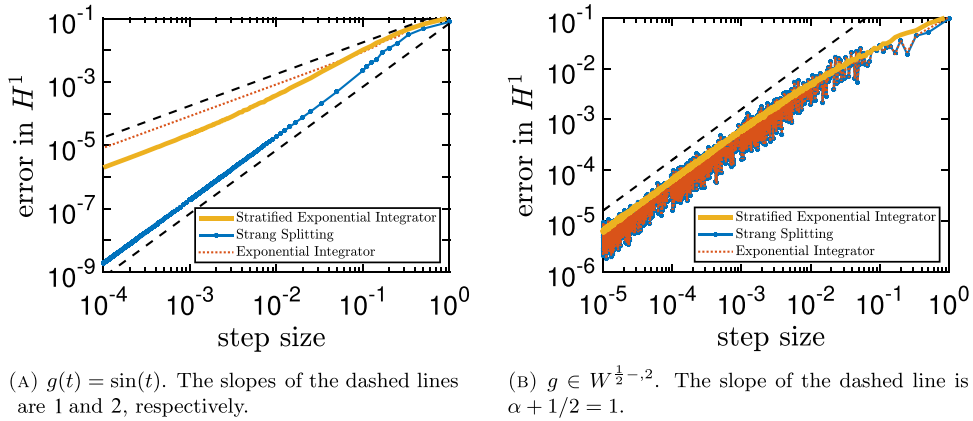 10^-1
10^-3
10^-5
10^-7
10^-9
error in H^1
10^-4
10^-3
10^-2
10^-1
10^0
step size
Stratified Exponential Integrator
Strang Splitting
Exponential Integrator
(A) g(t) = sin(t). The slopes of the dashed lines
are 1 and 2, respectively.
10^-1
10^-2
10^-3
10^-4
10^-5
10^-6
error in H^1
10^-5
10^-4
10^-3
10^-2
10^-1
10^0
step size
Stratified Exponential Integrator
Strang Splitting
Exponential Integrator
(B) g ∈ W^{1/2−,2}. The slope of the dashed line is
α + 1/2 = 1.